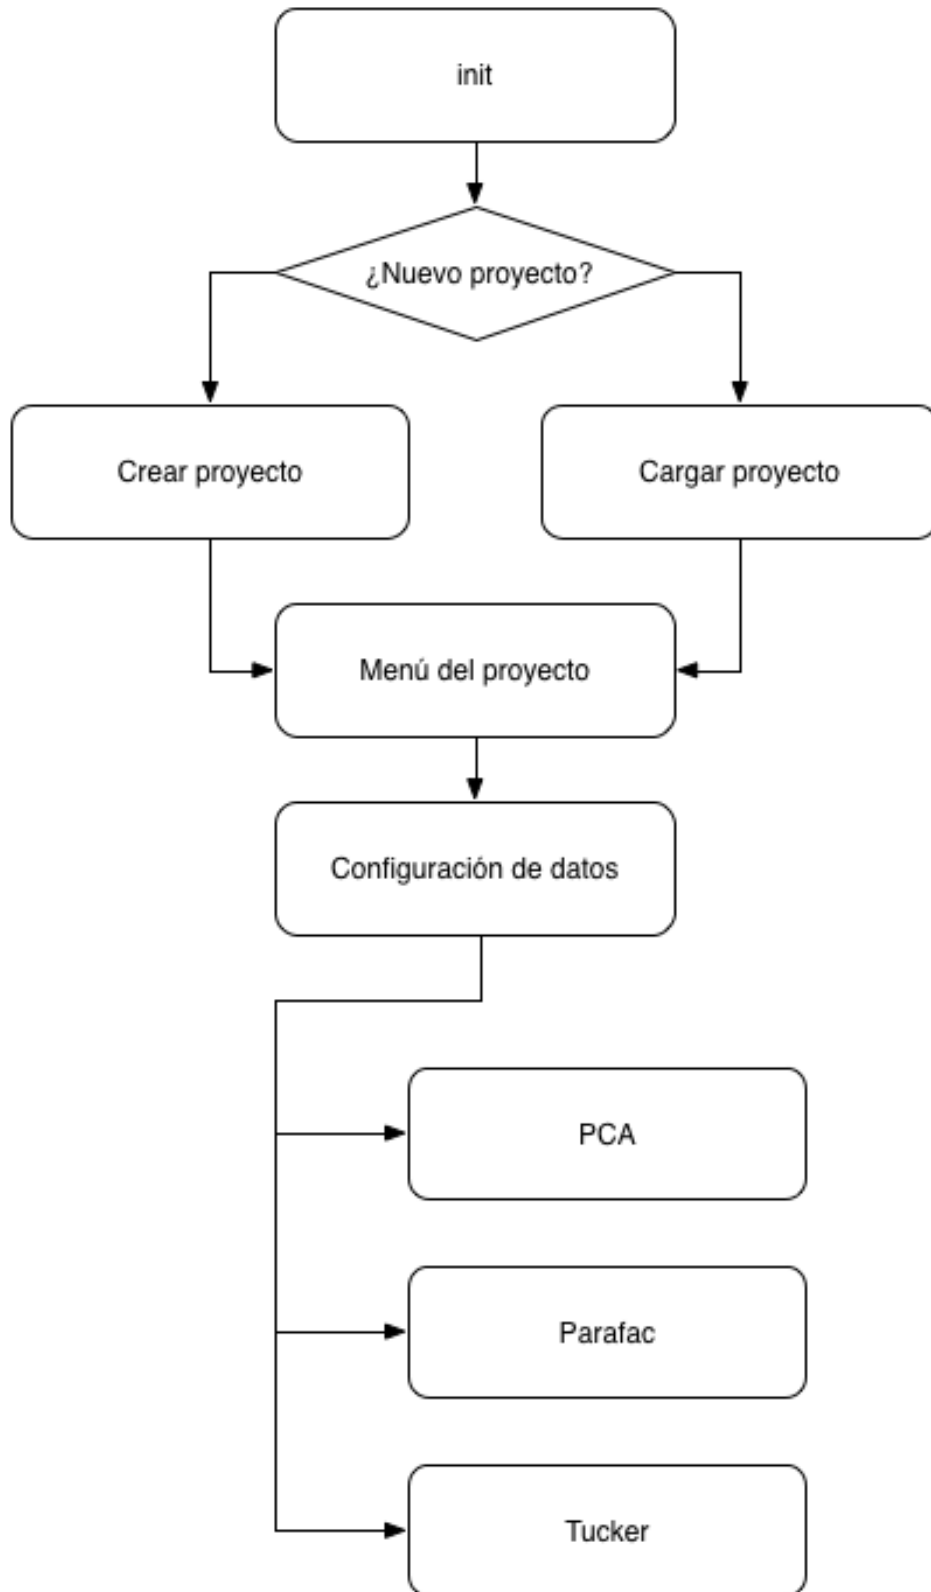 init
¿Nuevo proyecto?
Crear proyecto
Cargar proyecto
Menú del proyecto
Configuración de datos
PCA
Parafac
Tucker